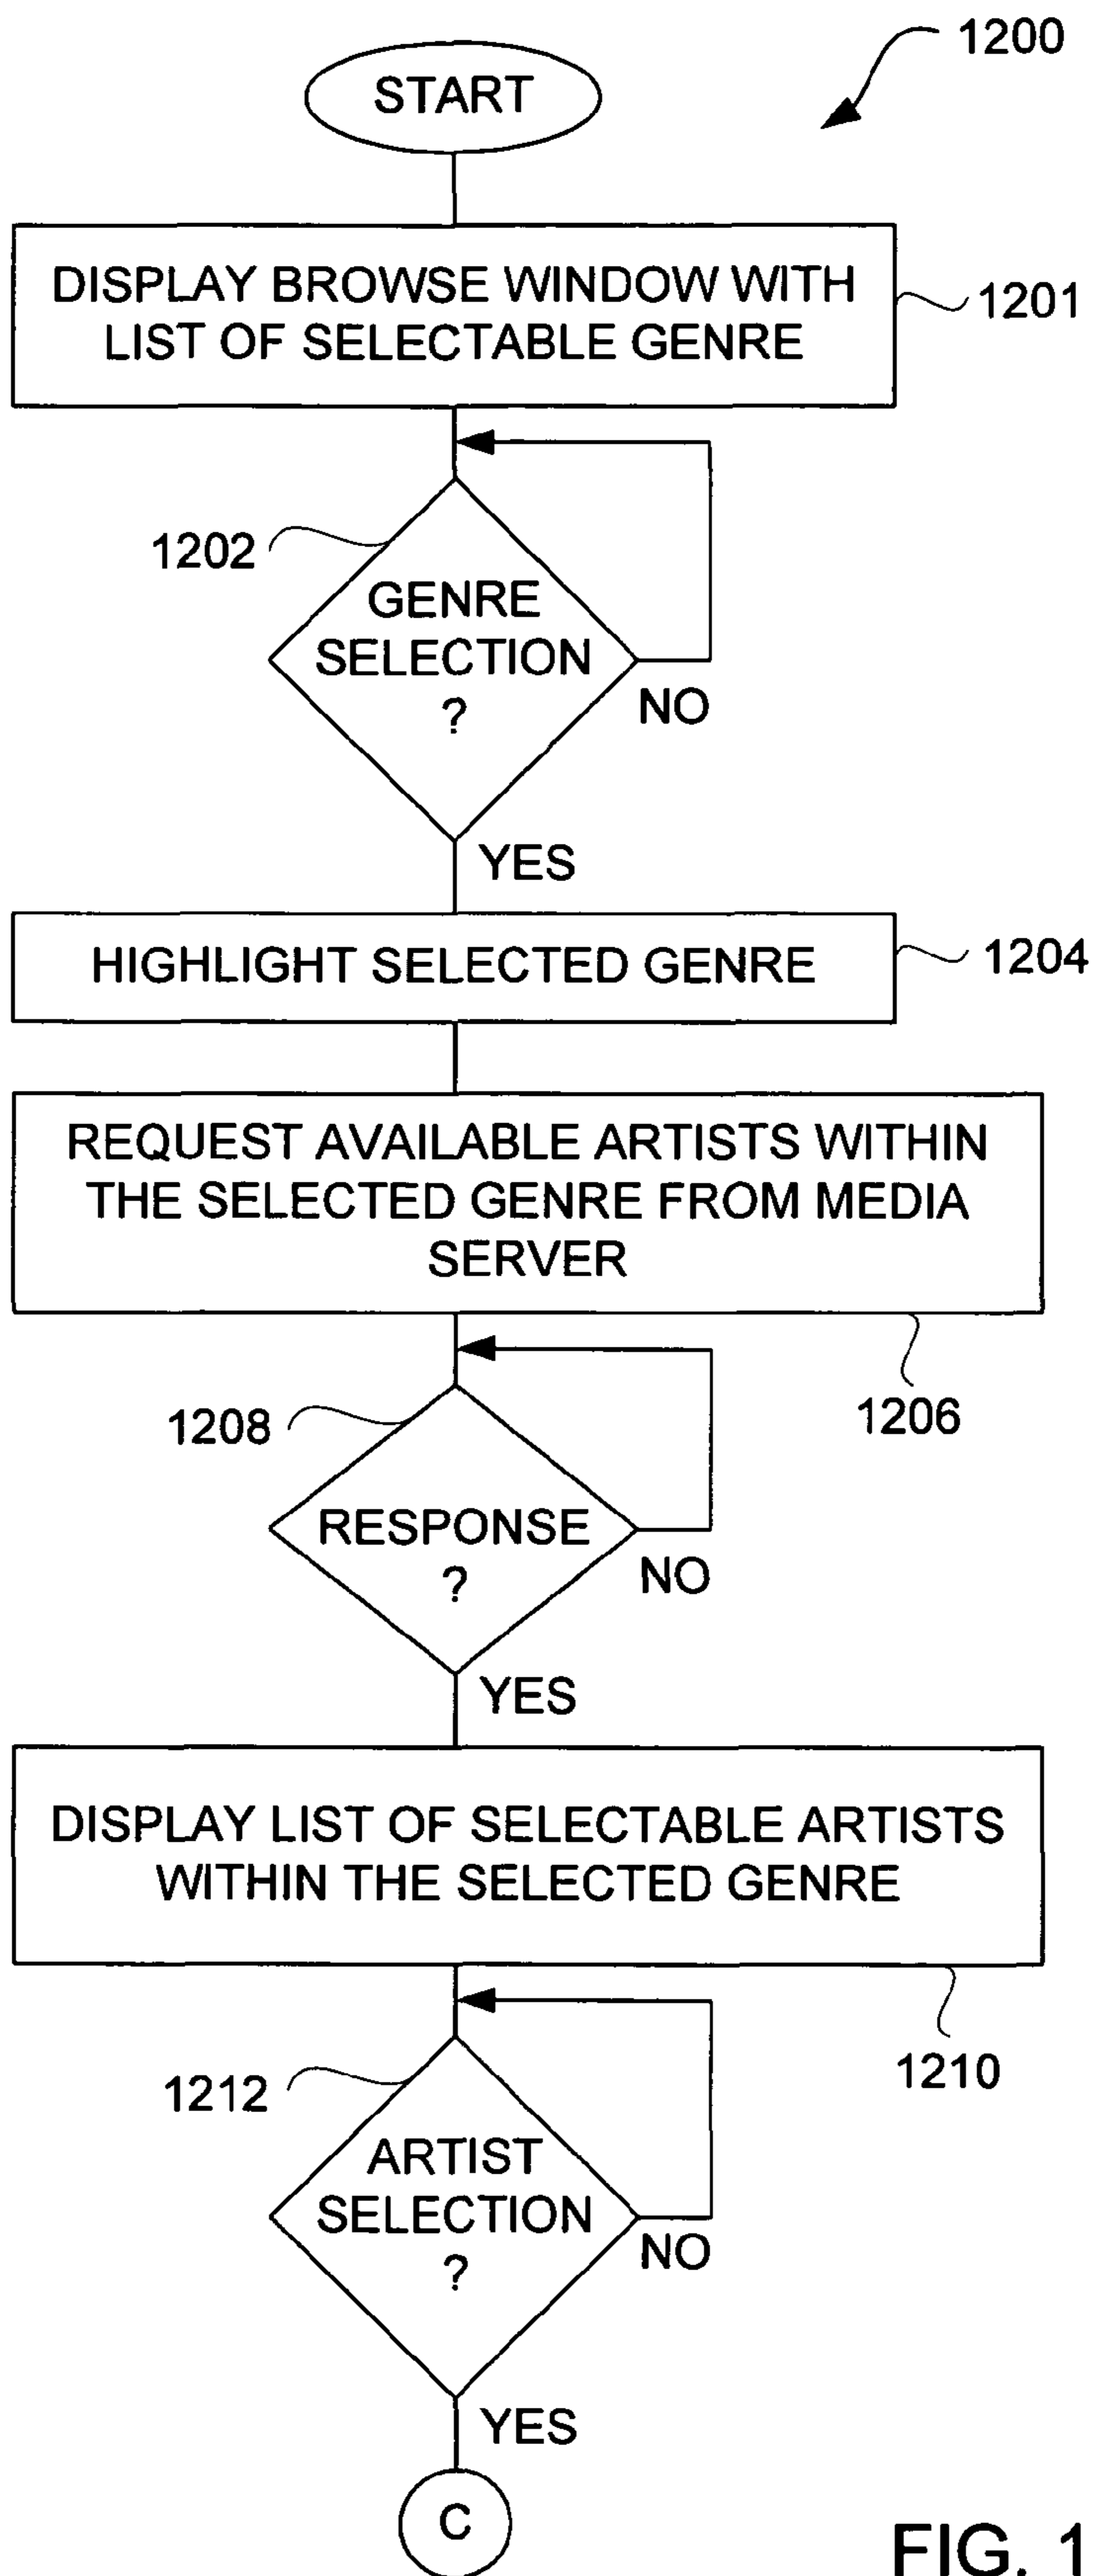 1200
START
DISPLAY BROWSE WINDOW WITH
LIST OF SELECTABLE GENRE
1201
1202
GENRE
SELECTION
?
NO
YES
HIGHLIGHT SELECTED GENRE
1204
REQUEST AVAILABLE ARTISTS WITHIN
THE SELECTED GENRE FROM MEDIA
SERVER
1206
1208
RESPONSE
?
NO
YES
DISPLAY LIST OF SELECTABLE ARTISTS
WITHIN THE SELECTED GENRE
1210
1212
ARTIST
SELECTION
?
NO
YES
C
FIG. 1